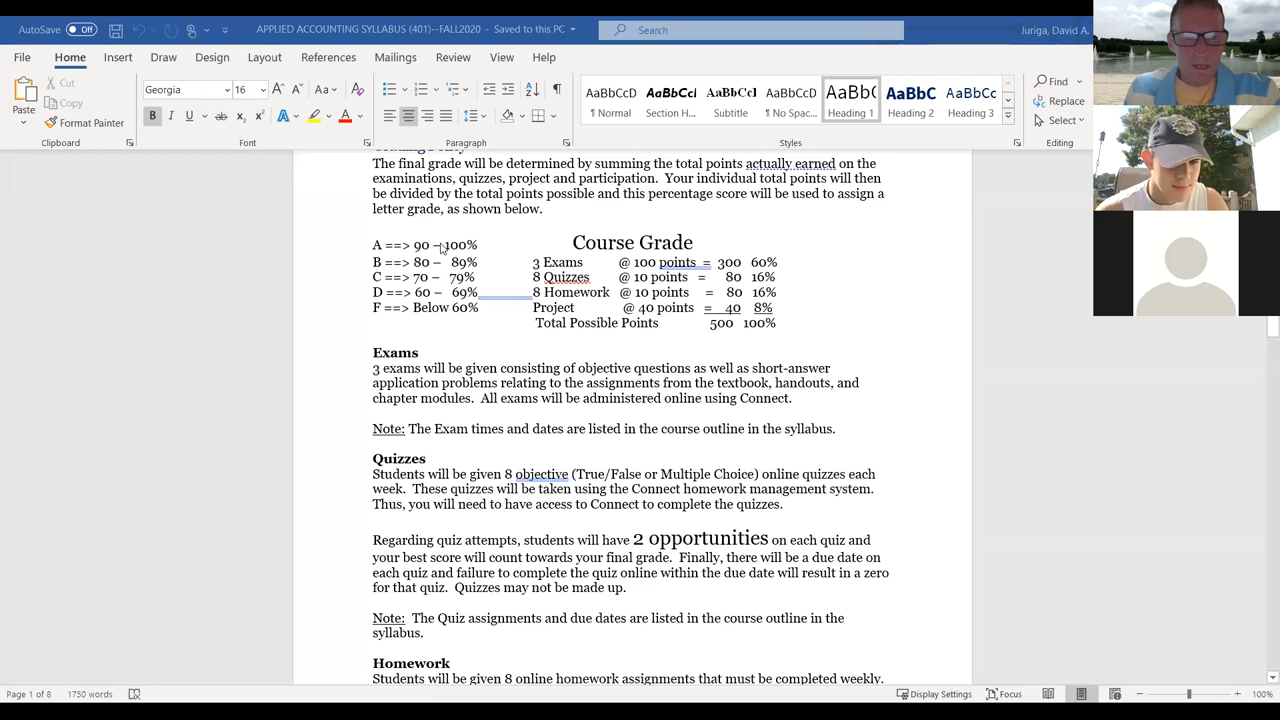 AutoSave Off APPLIED ACCOUNTING SYLLABUS (401)--FALL2020 - Saved to this PC Search Juriga, David A.
File Home Insert Draw Design Layout References Mailings Review View Help
Paste Cut Copy Format Painter
Georgia 16 A A Aa A
B I U ab x₂ x² A A
AaBbCcD AaBbCcI AaBbCcI AaBbCcD AaBb( AaBbC AaBbCcD
¶ Normal Section H... Subtitle ¶ No Spac... Heading 1 Heading 2 Heading 3
Find
Replace
Select
Clipboard Font Paragraph Styles Editing
The final grade will be determined by summing the total points actually earned on the
examinations, quizzes, project and participation. Your individual total points will then
be divided by the total points possible and this percentage score will be used to assign a
letter grade, as shown below.
A ==> 90 – 100% Course Grade
B ==> 80 – 89% 3 Exams @ 100 points = 300 60%
C ==> 70 – 79% 8 Quizzes @ 10 points = 80 16%
D ==> 60 – 69% 8 Homework @ 10 points = 80 16%
F ==> Below 60% Project @ 40 points = 40 8%
Total Possible Points 500 100%
Exams
3 exams will be given consisting of objective questions as well as short-answer
application problems relating to the assignments from the textbook, handouts, and
chapter modules. All exams will be administered online using Connect.
Note: The Exam times and dates are listed in the course outline in the syllabus.
Quizzes
Students will be given 8 objective (True/False or Multiple Choice) online quizzes each
week. These quizzes will be taken using the Connect homework management system.
Thus, you will need to have access to Connect to complete the quizzes.
Regarding quiz attempts, students will have 2 opportunities on each quiz and
your best score will count towards your final grade. Finally, there will be a due date on
each quiz and failure to complete the quiz online within the due date will result in a zero
for that quiz. Quizzes may not be made up.
Note: The Quiz assignments and due dates are listed in the course outline in the
syllabus.
Homework
Students will be given 8 online homework assignments that must be completed weekly.
Page 1 of 8 1750 words Display Settings Focus 100%